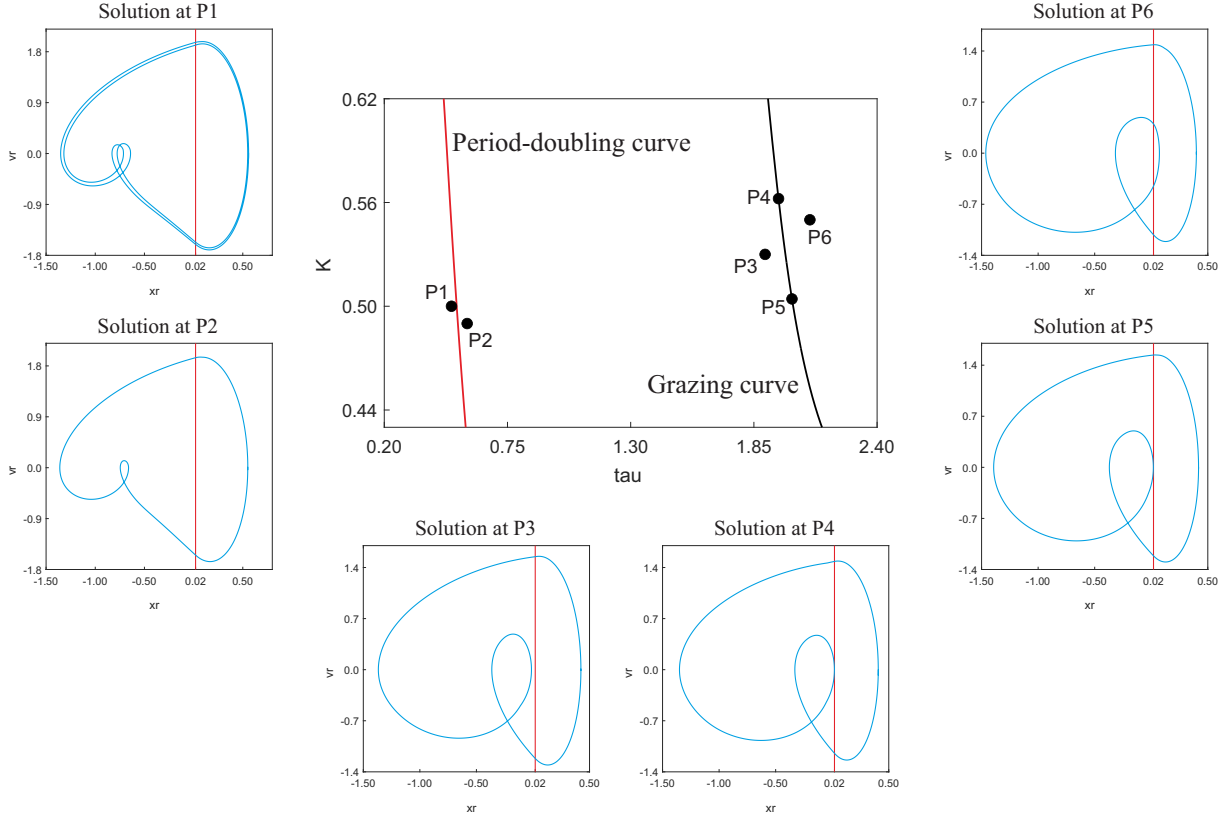 Solution at P1
1.8
0.9
0.0
-0.9
-1.8
vr
-1.50
-1.00
-0.50
0.02
0.50
xr
Solution at P2
1.8
0.9
0.0
-0.9
-1.8
vr
-1.50
-1.00
-0.50
0.02
0.50
xr
0.62
0.56
0.50
0.44
K
0.20
0.75
1.30
1.85
2.40
tau
Period-doubling curve
Grazing curve
P1
P2
P3
P4
P5
P6
Solution at P3
1.4
0.7
0.0
-0.7
-1.4
vr
-1.50
-1.00
-0.50
0.02
0.50
xr
Solution at P4
1.4
0.7
0.0
-0.7
-1.4
vr
-1.50
-1.00
-0.50
0.02
0.50
xr
Solution at P6
1.4
0.7
0.0
-0.7
-1.4
vr
-1.50
-1.00
-0.50
0.02
0.50
xr
Solution at P5
1.4
0.7
0.0
-0.7
-1.4
vr
-1.50
-1.00
-0.50
0.02
0.50
xr